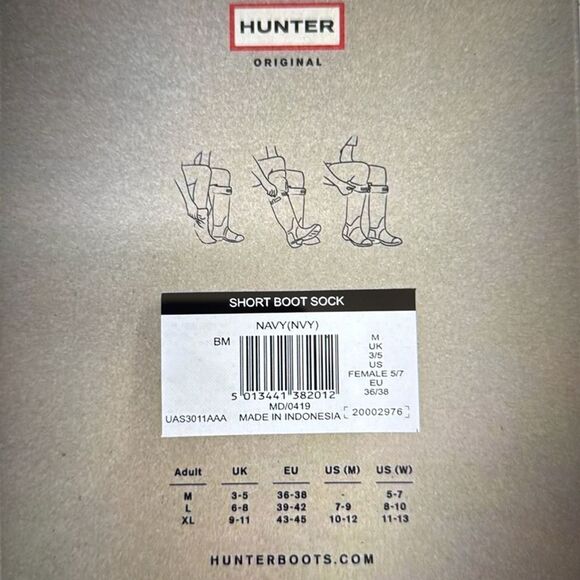 HUNTER
ORIGINAL
SHORT BOOT SOCK
NAVY(NVY)
BM
M
UK
3/5
US
FEMALE 5/7
EU
36/38
5 013441 382012
MD/0419
UAS3011AAA MADE IN INDONESIA 20002976
Adult UK EU US (M) US (W)
M 3-5 36-38 - 5-7
L 6-8 39-42 7-9 8-10
XL 9-11 43-45 10-12 11-13
HUNTERBOOTS.COM